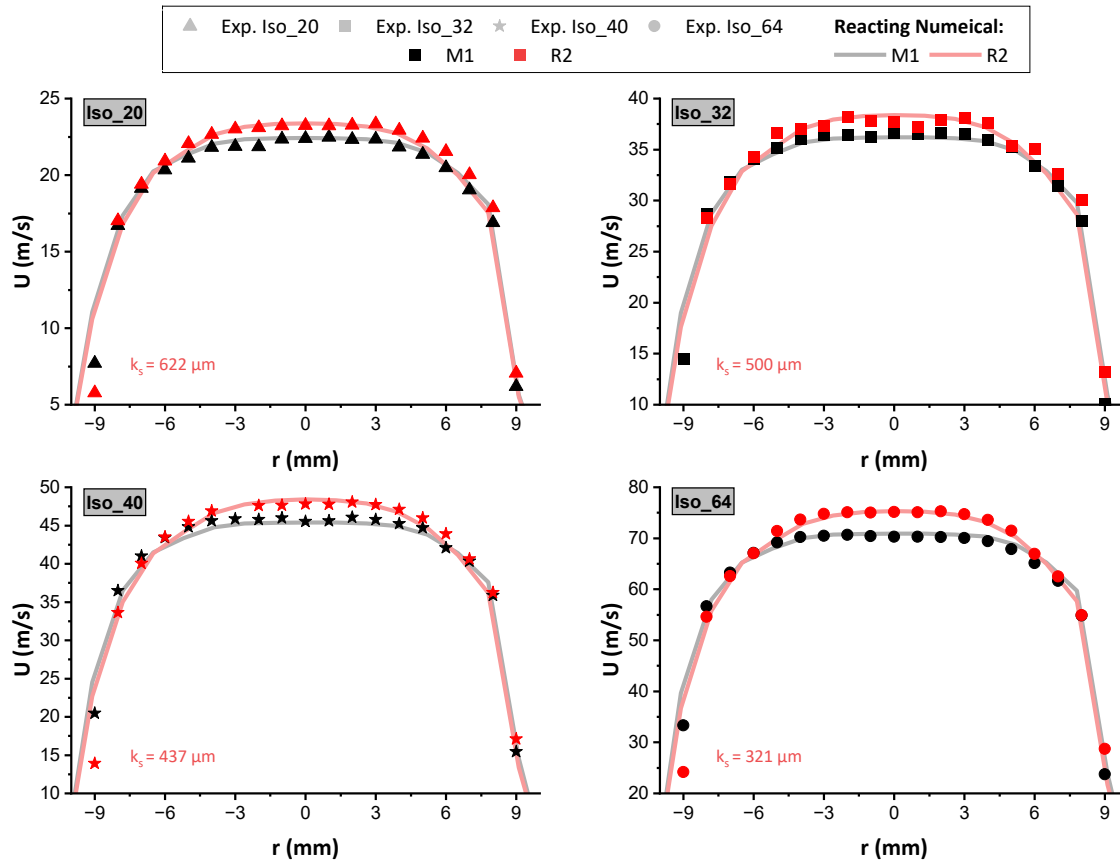 Exp. Iso_20 Exp. Iso_32 Exp. Iso_40 Exp. Iso_64 Reacting Numeical:
M1 R2 M1 R2
Iso_20
25
20
15
10
5
U (m/s)
kₛ = 622 µm
−9 −6 −3 0 3 6 9
r (mm)
Iso_32
40
35
30
25
20
15
10
U (m/s)
kₛ = 500 µm
−9 −6 −3 0 3 6 9
r (mm)
Iso_40
50
45
40
35
30
25
20
15
10
U (m/s)
kₛ = 437 µm
−9 −6 −3 0 3 6 9
r (mm)
Iso_64
80
70
60
50
40
30
20
U (m/s)
kₛ = 321 µm
−9 −6 −3 0 3 6 9
r (mm)